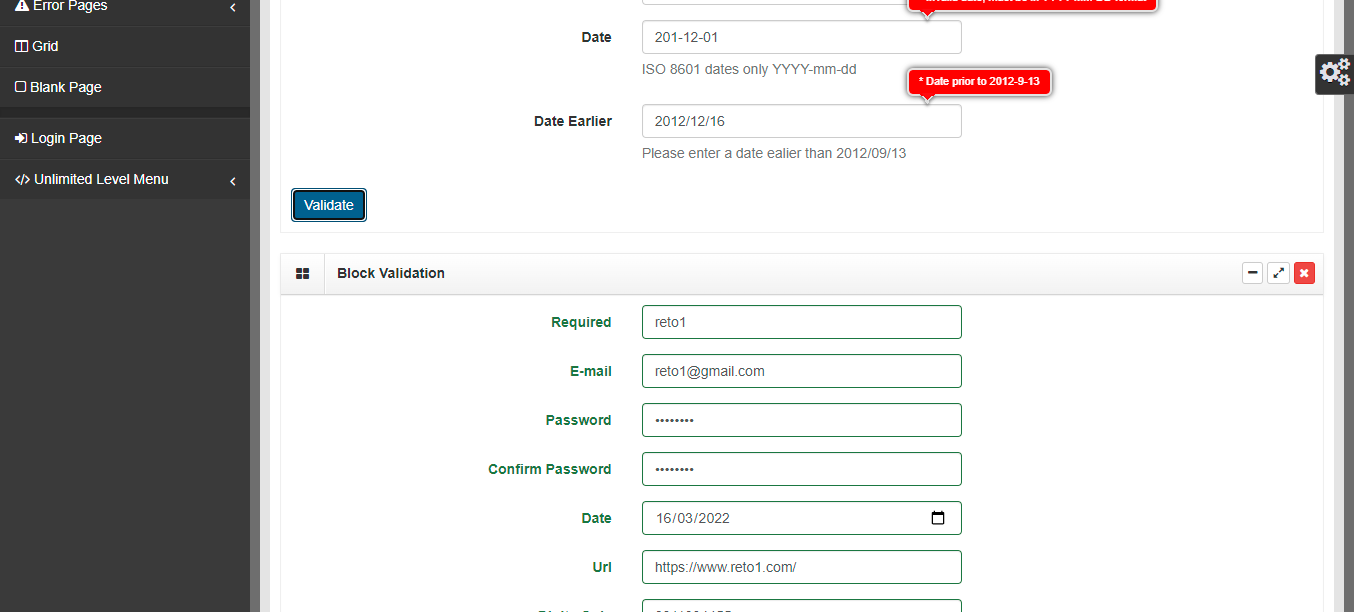 Error Pages
Grid
Blank Page
Login Page
Unlimited Level Menu
Date
201-12-01
ISO 8601 dates only YYYY-mm-dd
* Date prior to 2012-9-13
Date Earlier
2012/12/16
Please enter a date ealier than 2012/09/13
Validate
Block Validation
Required
reto1
E-mail
reto1@gmail.com
Password
••••••••
Confirm Password
••••••••
Date
16/03/2022
Url
https://www.reto1.com/